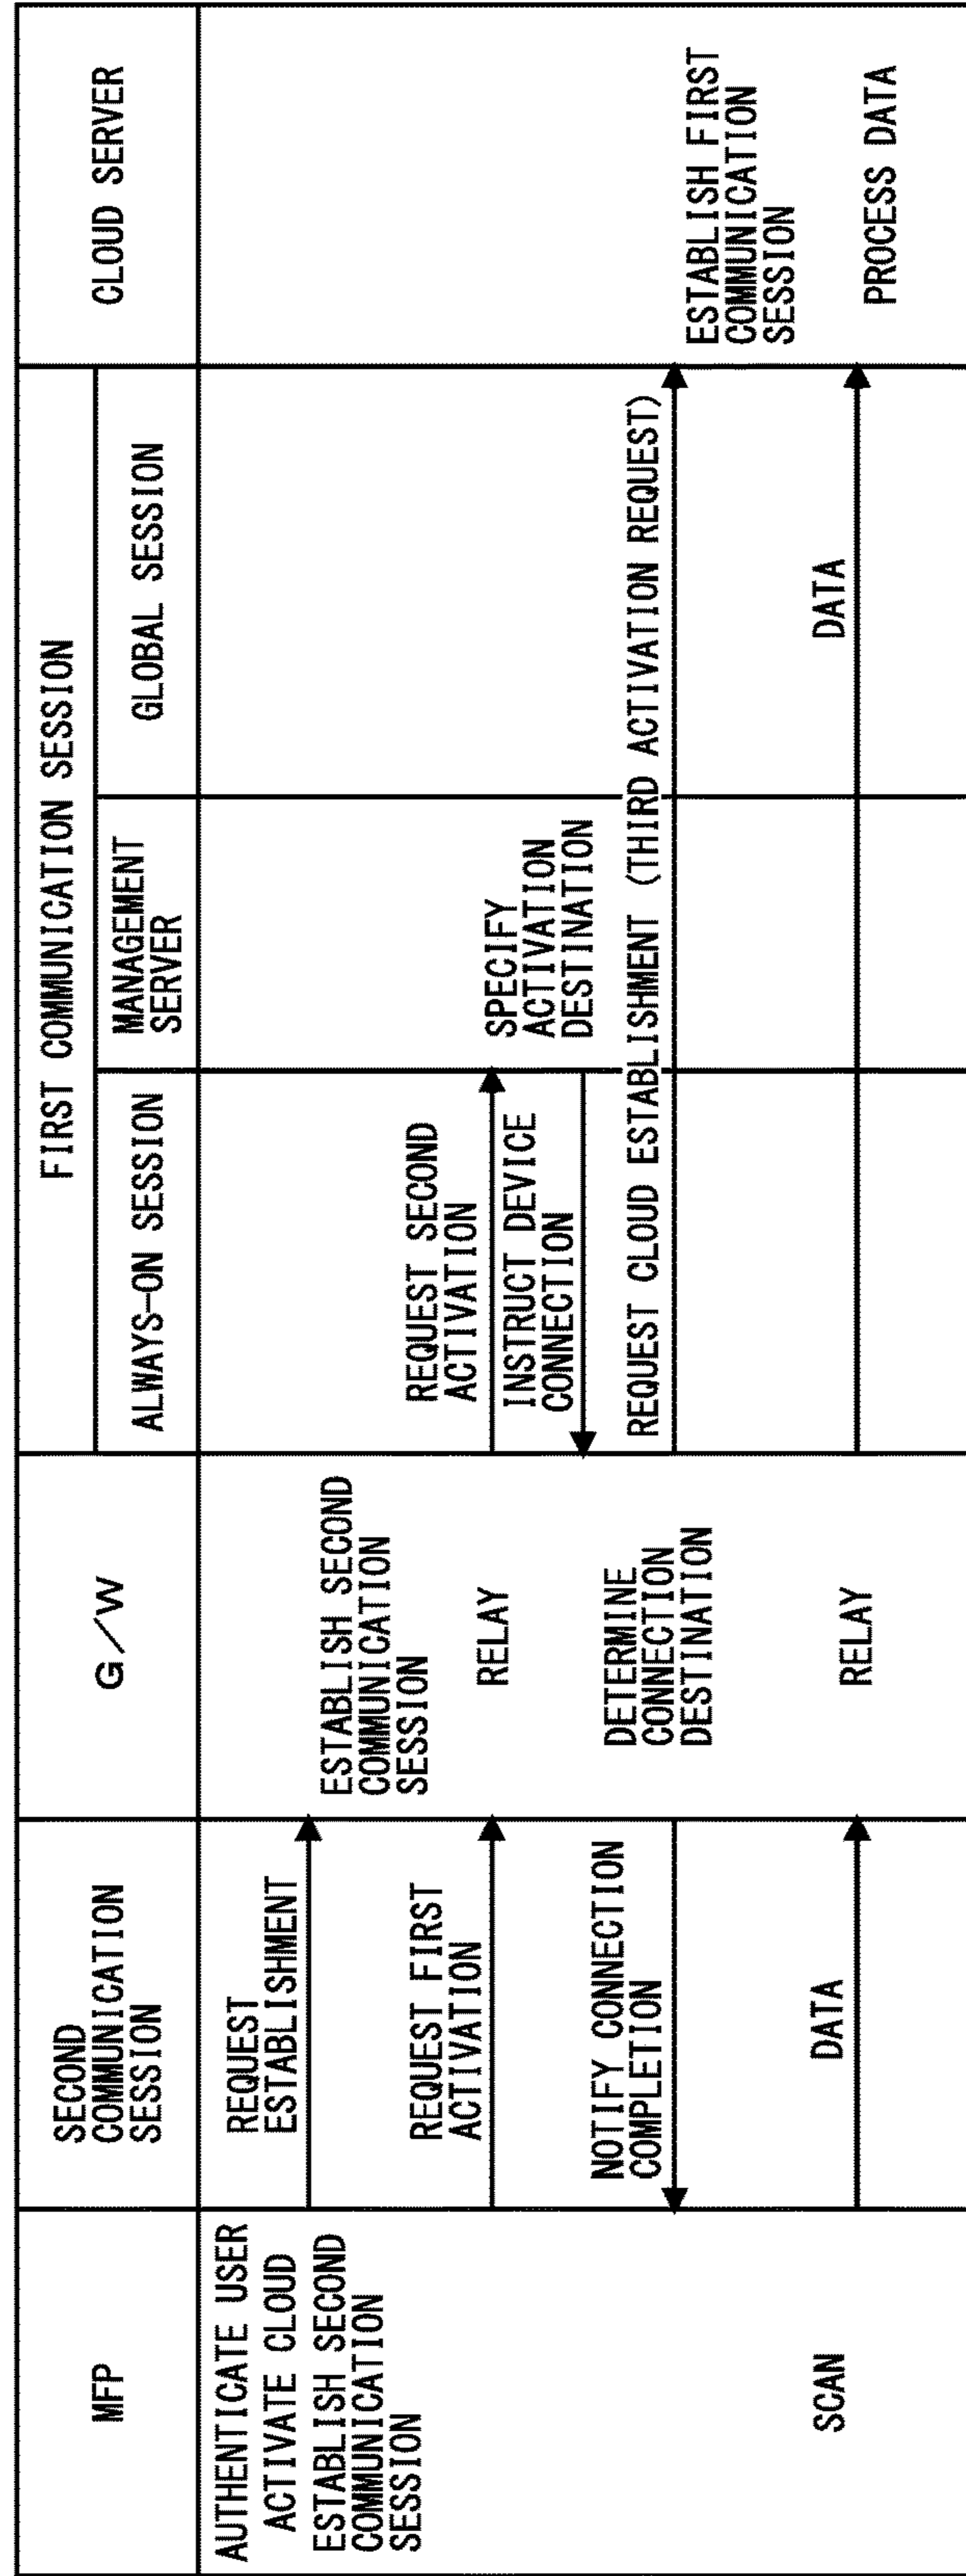 MFP
SECOND
COMMUNICATION
SESSION
G/W
FIRST COMMUNICATION SESSION
ALWAYS-ON SESSION
MANAGEMENT
SERVER
GLOBAL SESSION
CLOUD SERVER
AUTHENTICATE USER
ACTIVATE CLOUD
ESTABLISH SECOND
COMMUNICATION
SESSION
REQUEST
ESTABLISHMENT
ESTABLISH SECOND
COMMUNICATION
SESSION
REQUEST FIRST
ACTIVATION
RELAY
REQUEST SECOND
ACTIVATION
SPECIFY
ACTIVATION
DESTINATION
INSTRUCT DEVICE
CONNECTION
DETERMINE
CONNECTION
DESTINATION
NOTIFY CONNECTION
COMPLETION
REQUEST CLOUD ESTABLISHMENT (THIRD ACTIVATION REQUEST)
ESTABLISH FIRST
COMMUNICATION
SESSION
SCAN
DATA
RELAY
DATA
PROCESS DATA